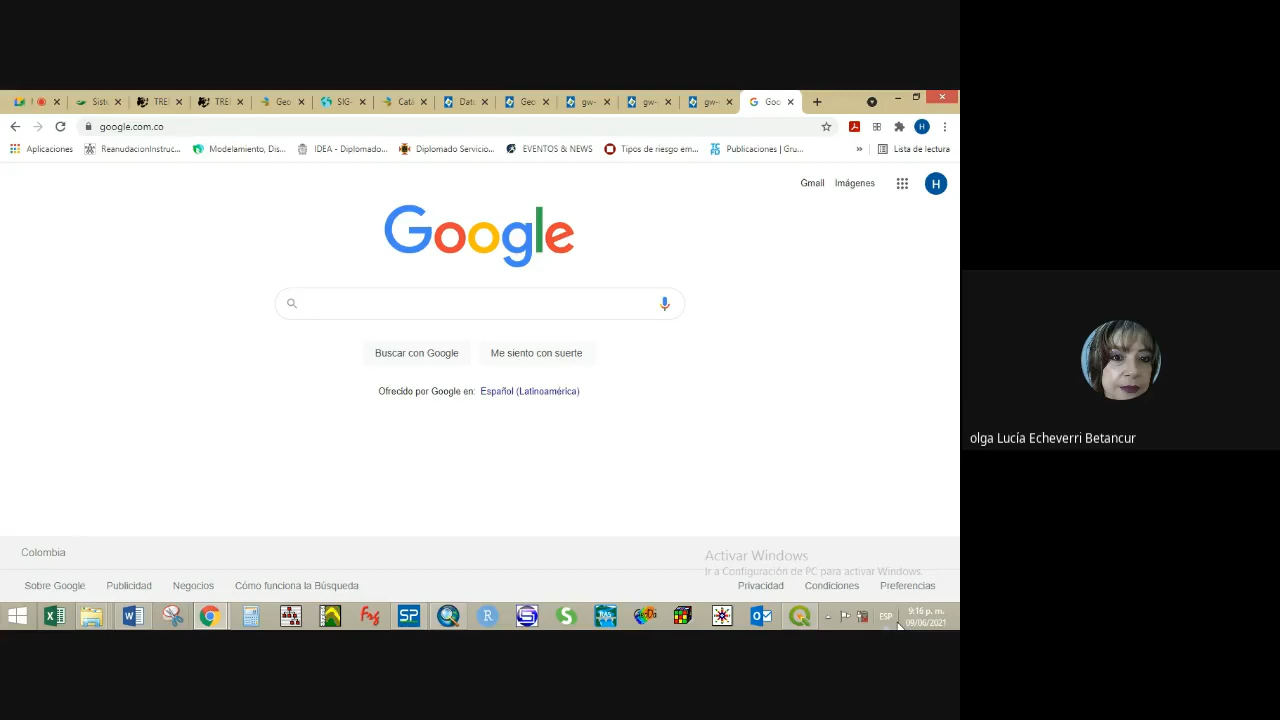 Sist
TRE
TRE
Geo
SIG-
Catá
Dato
Geo
gw-
gw-
gw-
Goo
google.com.co
Aplicaciones
ReanudacionInstruc...
Modelamiento, Dis...
IDEA - Diplomado...
Diplomado Servicio...
EVENTOS & NEWS
Tipos de riesgo em...
Publicaciones | Gru...
»
Lista de lectura
Gmail
Imágenes
H
Google
Buscar con Google
Me siento con suerte
Ofrecido por Google en: Español (Latinoamérica)
olga Lucía Echeverri Betancur
Colombia
Activar Windows
Ir a Configuración de PC para activar Windows.
Sobre Google
Publicidad
Negocios
Cómo funciona la Búsqueda
Privacidad
Condiciones
Preferencias
SP
R
S
S
ESP
9:16 p. m.
09/06/2021